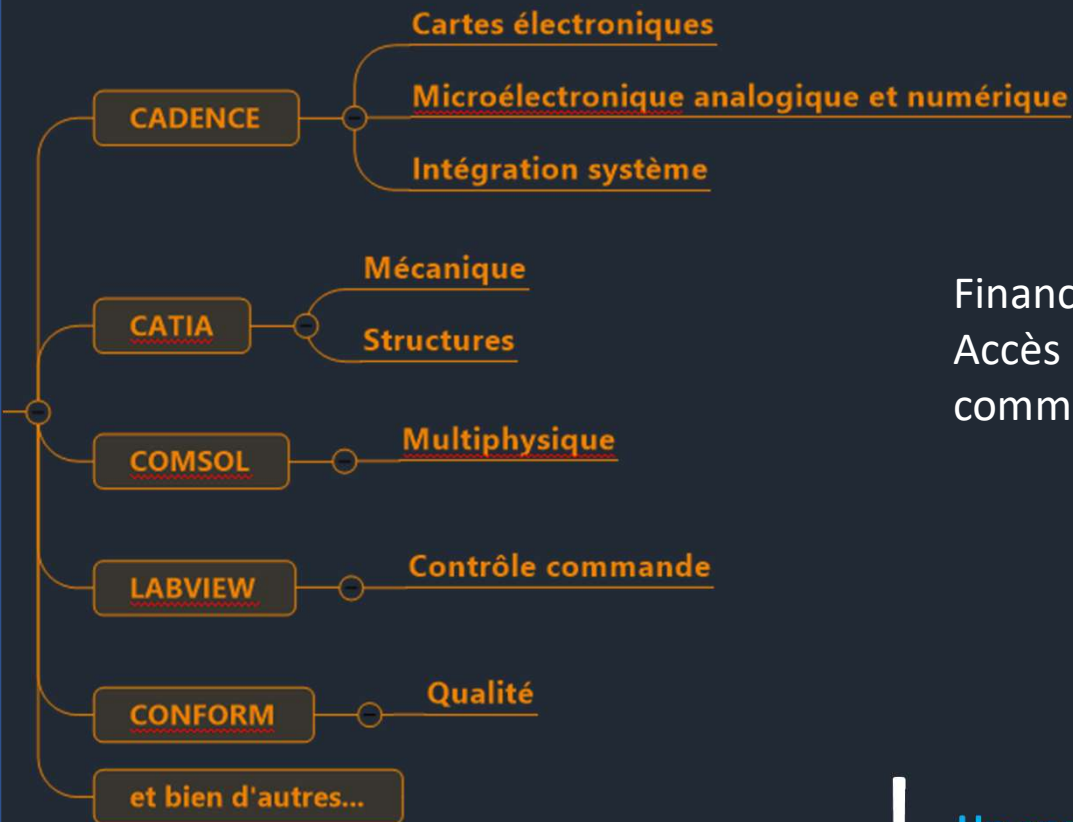 Cartes électroniques
CADENCE
Microélectronique analogique et numérique
Intégration système
CATIA
Mécanique
Structures
COMSOL
Multiphysique
LABVIEW
Contrôle commande
CONFORM
Qualité
et bien d'autres...
Accès